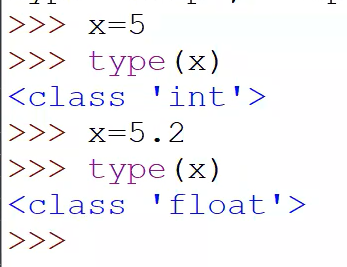 >>> x=5
>>> type(x)
<class 'int'>
>>> x=5.2
>>> type(x)
<class 'float'>
>>>